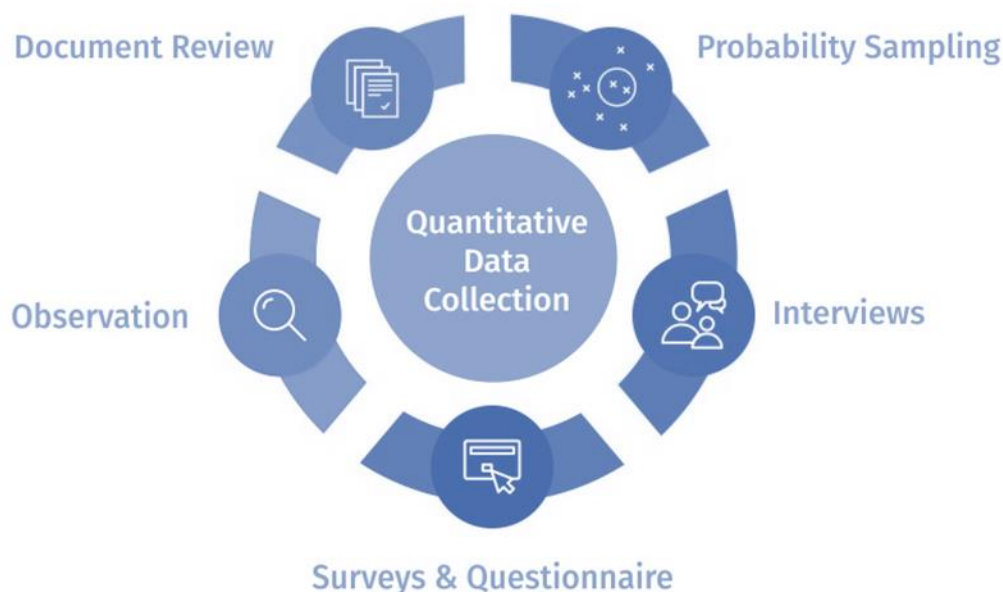 Document Review
Probability Sampling
Quantitative
Data
Collection
Observation
Interviews
Surveys & Questionnaire